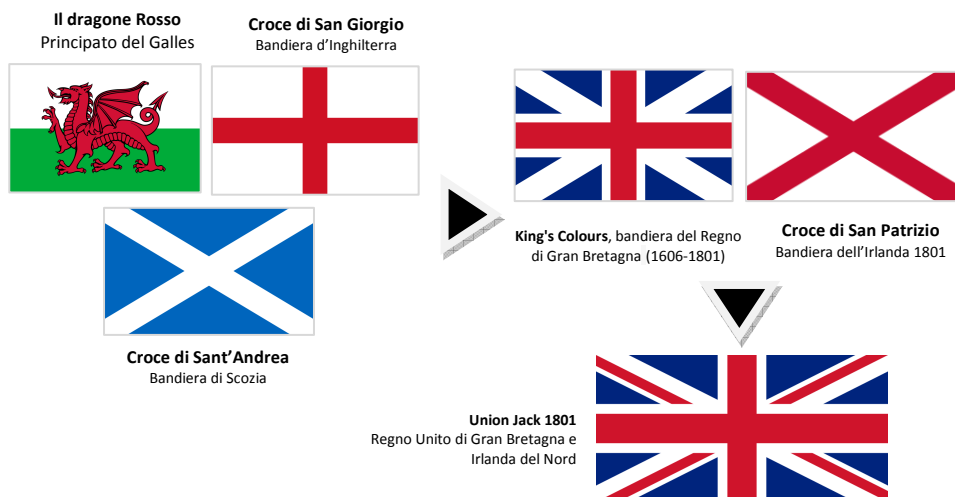 Il dragone Rosso
Principato del Galles
Croce di San Giorgio
Bandiera d'Inghilterra
Croce di Sant'Andrea
Bandiera di Scozia
King's Colours, bandiera del Regno
di Gran Bretagna (1606-1801)
Croce di San Patrizio
Bandiera dell'Irlanda 1801
Union Jack 1801
Regno Unito di Gran Bretagna e
Irlanda del Nord